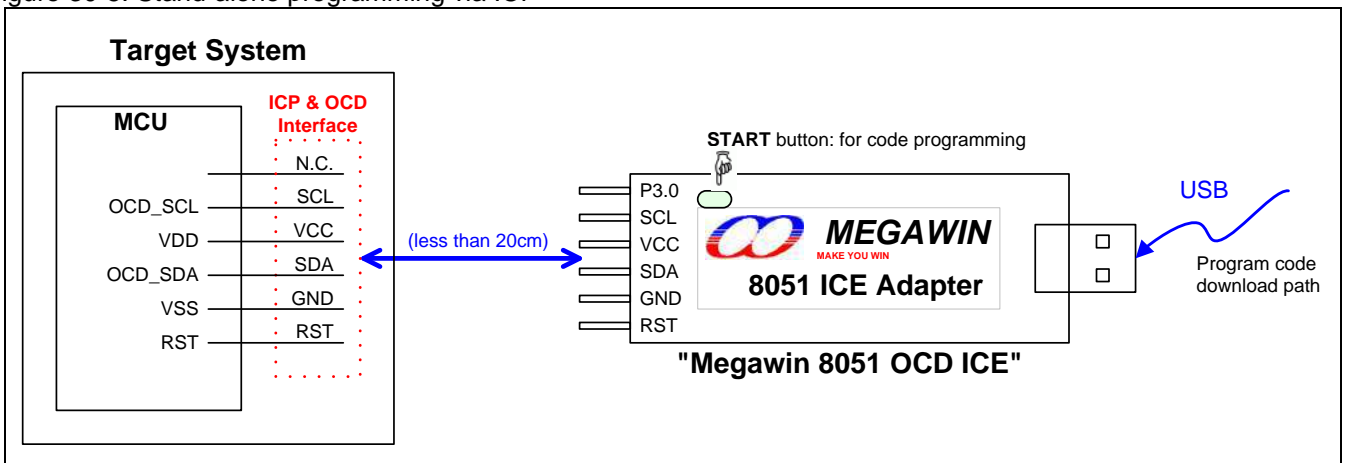 Target System
MCU
ICP & OCD
Interface
N.C.
OCD_SCL
SCL
VDD
VCC
OCD_SDA
SDA
VSS
GND
RST
RST
(less than 20cm)
START button: for code programming
P3.0
SCL
VCC
SDA
GND
RST
MEGAWIN
MAKE YOU WIN
8051 ICE Adapter
"Megawin 8051 OCD ICE"
USB
Program code
download path